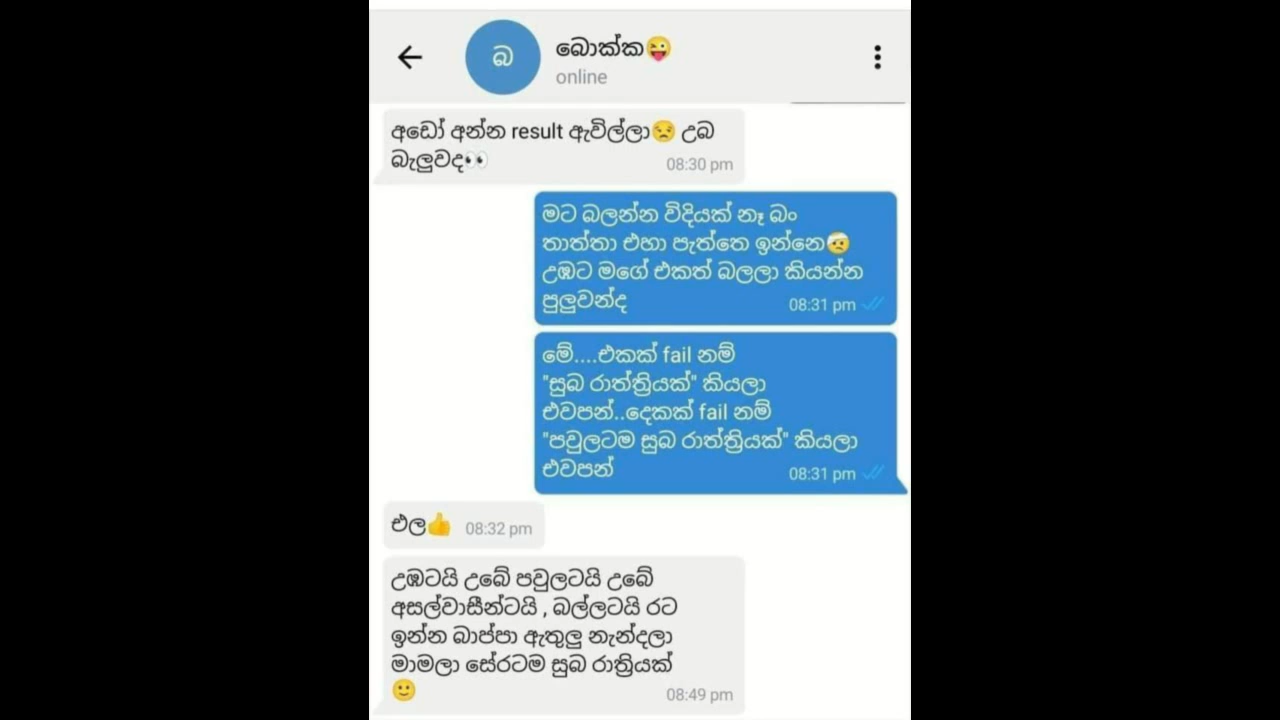 බ
බොක්ක😜
online
අඩෝ අන්න result ඇවිල්ලා😒 උබ
බැලුවද👀
08:30 pm
මට බලන්න විදියක් නෑ බං
තාත්තා එහා පැත්තෙ ඉන්නෙ🤕
උඹට මගේ එකත් බලලා කියන්න
පුලුවන්ද
08:31 pm
මේ....එකක් fail නම්
"සුබ රාත්ත්‍රියක්" කියලා
එවපන්..දෙකක් fail නම්
"පවුලටම සුබ රාත්ත්‍රියක්" කියලා
එවපන්
08:31 pm
එල👍
08:32 pm
උඹටයි උබේ පවුලටයි උබේ
අසල්වාසීන්ටයි , බල්ලටයි රට
ඉන්න බාප්පා ඇතුලු නැන්දලා
මාමලා සේරටම සුබ රාත්‍රියක්
🙂
08:49 pm